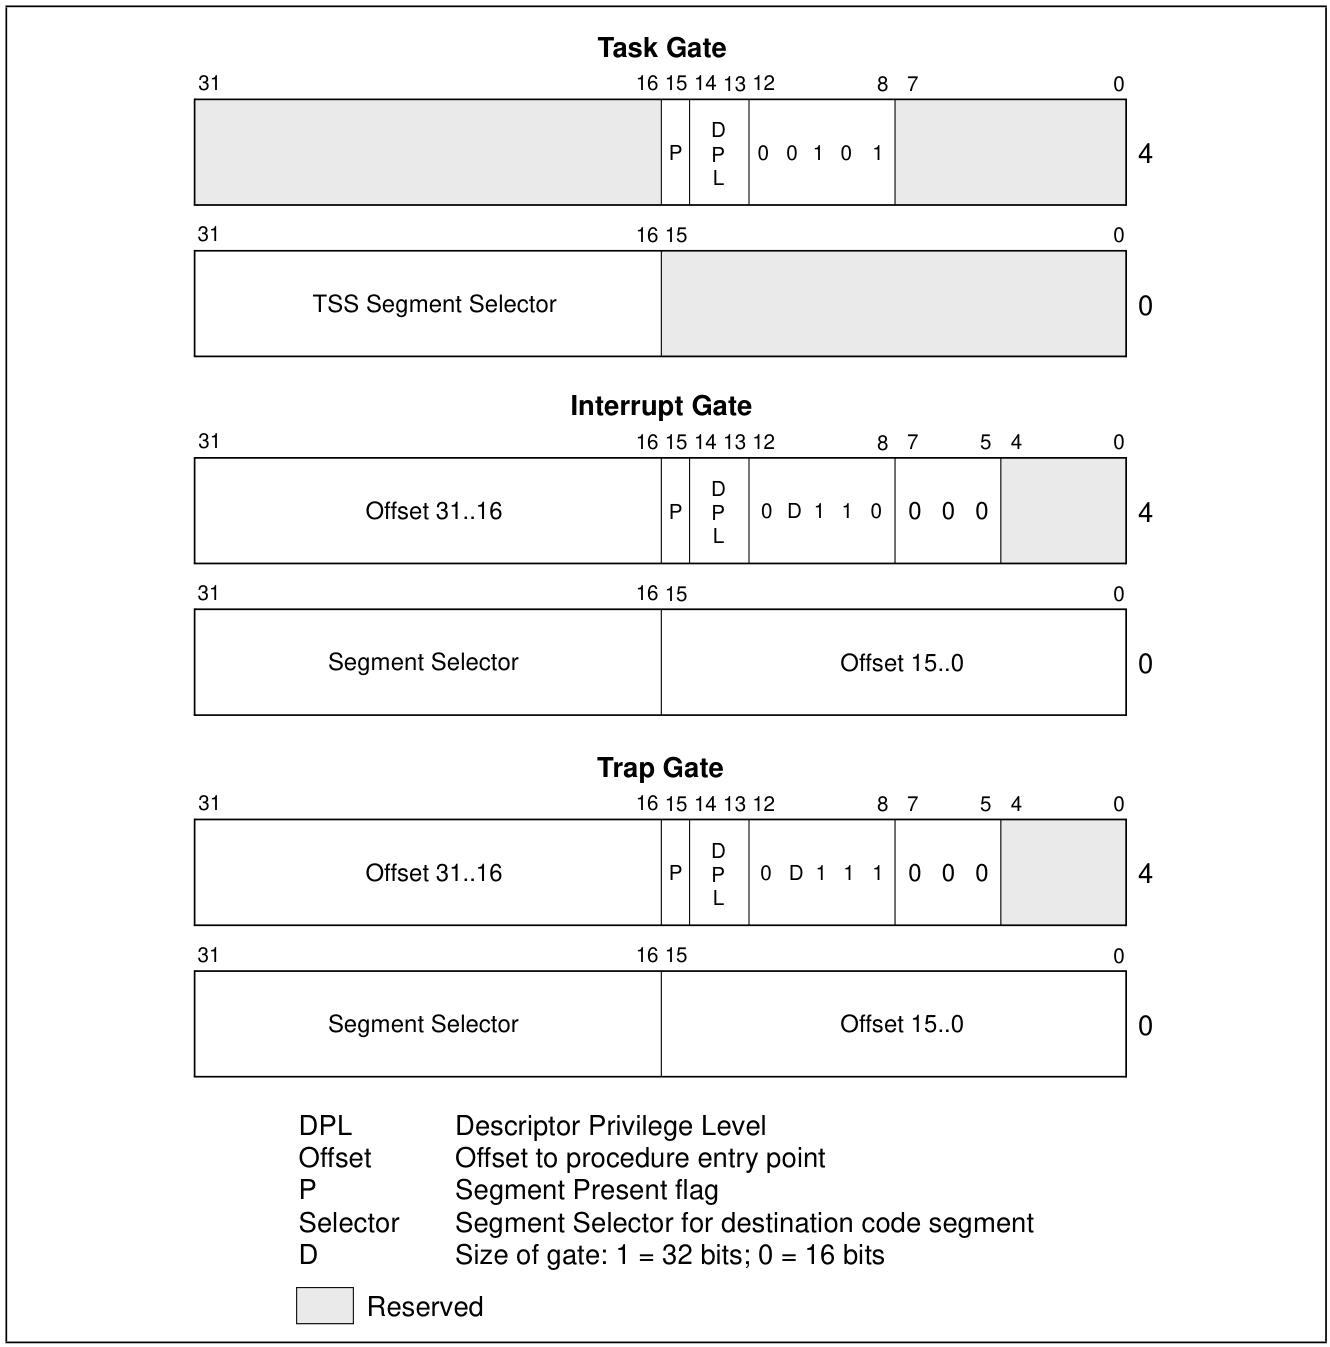 Task Gate
31 16 15 14 13 12 8 7 0
P D P L 0 0 1 0 1 4
31 16 15 0
TSS Segment Selector 0
Interrupt Gate
31 16 15 14 13 12 8 7 5 4 0
Offset 31..16 P D P L 0 D 1 1 0 0 0 0 4
31 16 15 0
Segment Selector Offset 15..0 0
Trap Gate
31 16 15 14 13 12 8 7 5 4 0
Offset 31..16 P D P L 0 D 1 1 1 0 0 0 4
31 16 15 0
Segment Selector Offset 15..0 0
DPL Descriptor Privilege Level
Offset Offset to procedure entry point
P Segment Present flag
Selector Segment Selector for destination code segment
D Size of gate: 1 = 32 bits; 0 = 16 bits
Reserved